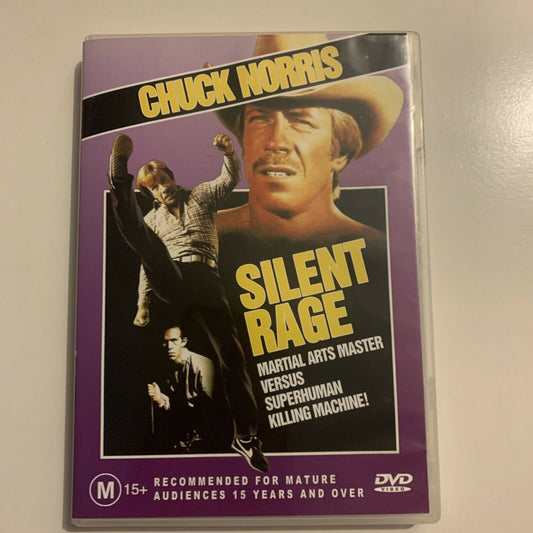 CHUCK NORRIS
SILENT
RAGE
MARTIAL ARTS MASTER
VERSUS
SUPERHUMAN
KILLING MACHINE!
M 15+ RECOMMENDED FOR MATURE
AUDIENCES 15 YEARS AND OVER
DVD
VIDEO